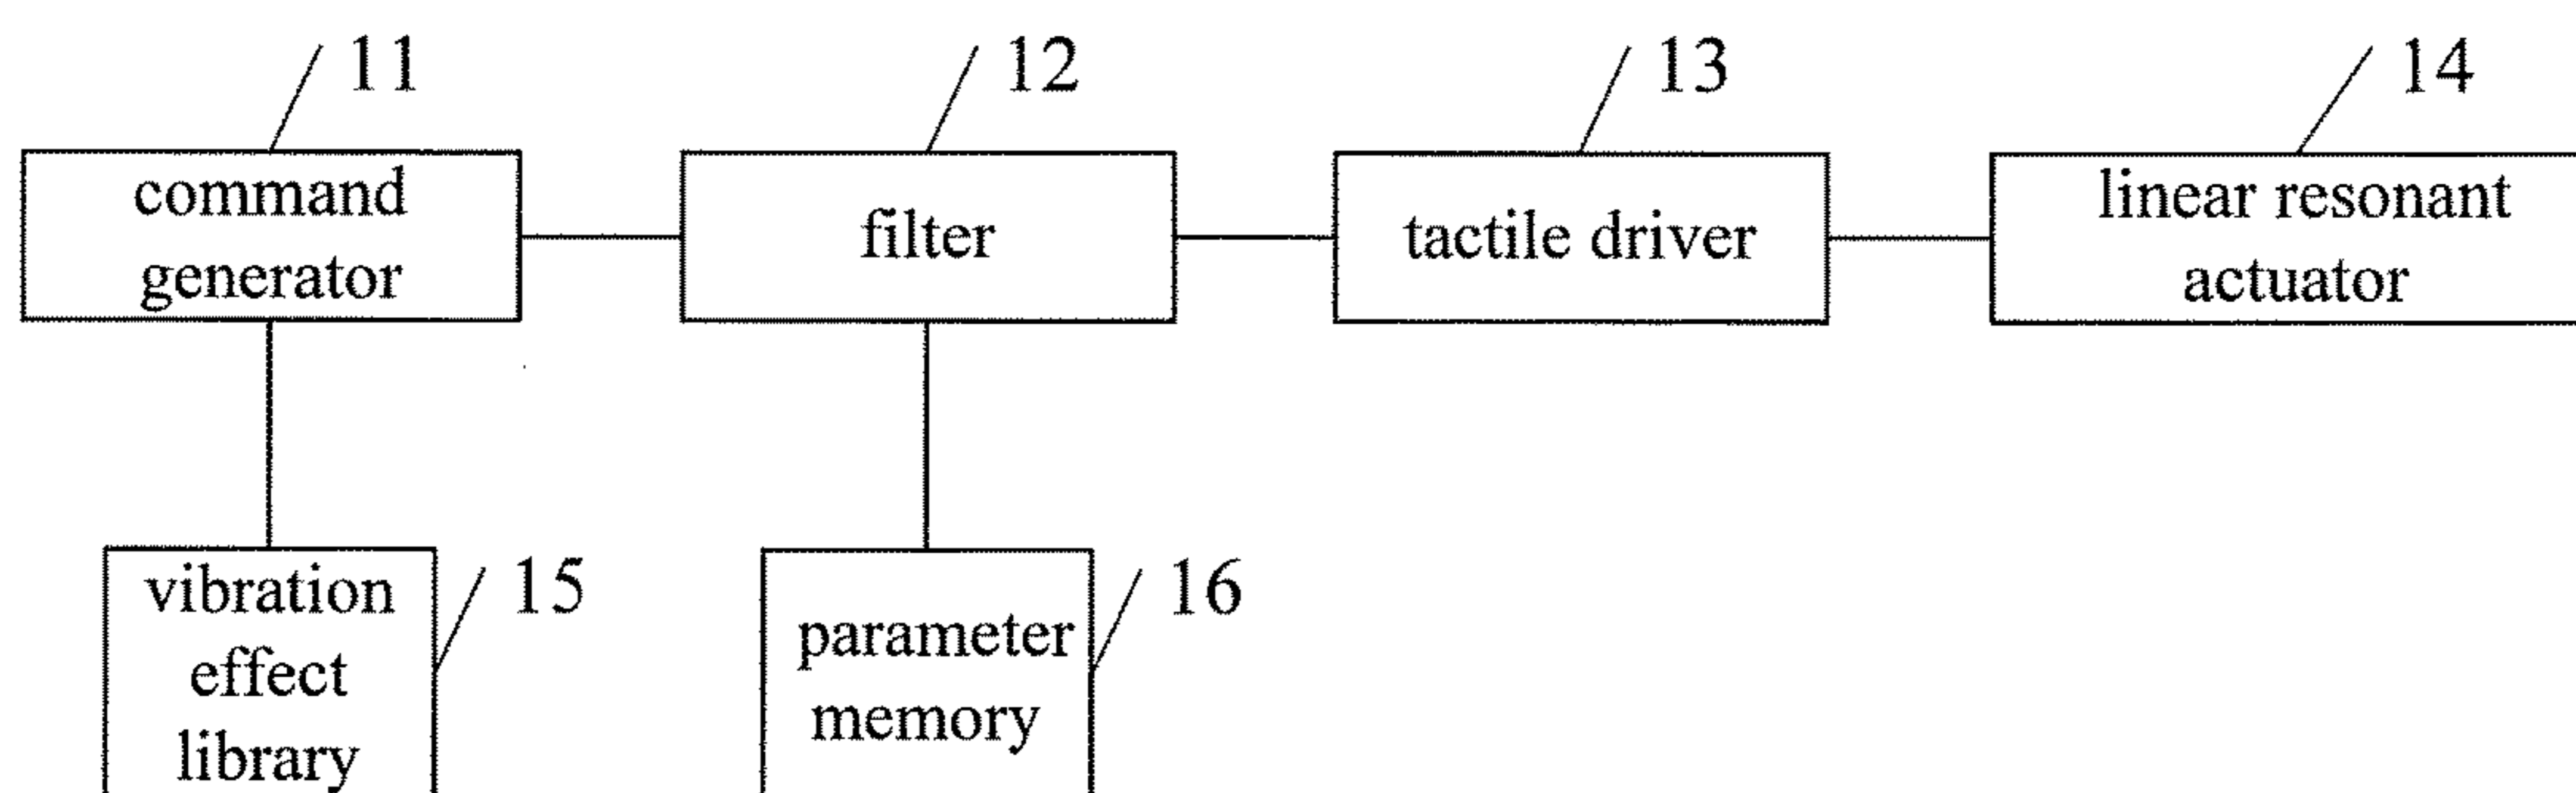 11
12
13
14
command
generator
filter
tactile driver
linear resonant
actuator
15
16
vibration
effect
library
parameter
memory